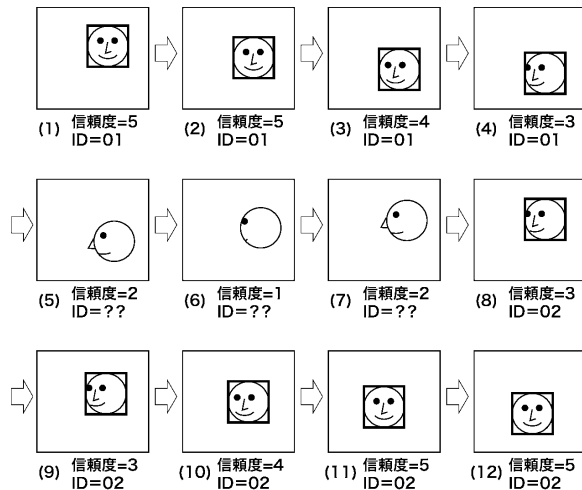 (1) 信頼度=5
ID=01
(2) 信頼度=5
ID=01
(3) 信頼度=4
ID=01
(4) 信頼度=3
ID=01
(5) 信頼度=2
ID=??
(6) 信頼度=1
ID=??
(7) 信頼度=2
ID=??
(8) 信頼度=3
ID=02
(9) 信頼度=3
ID=02
(10) 信頼度=4
ID=02
(11) 信頼度=5
ID=02
(12) 信頼度=5
ID=02